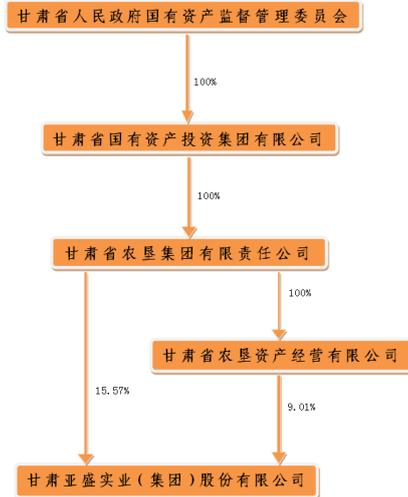 甘肃省人民政府国有资产监督管理委员会
100%
甘肃省国有资产投资集团有限公司
100%
甘肃省农垦集团有限责任公司
100%
甘肃省农垦资产经营有限公司
15.57%
9.01%
甘肃亚盛实业(集团)股份有限公司